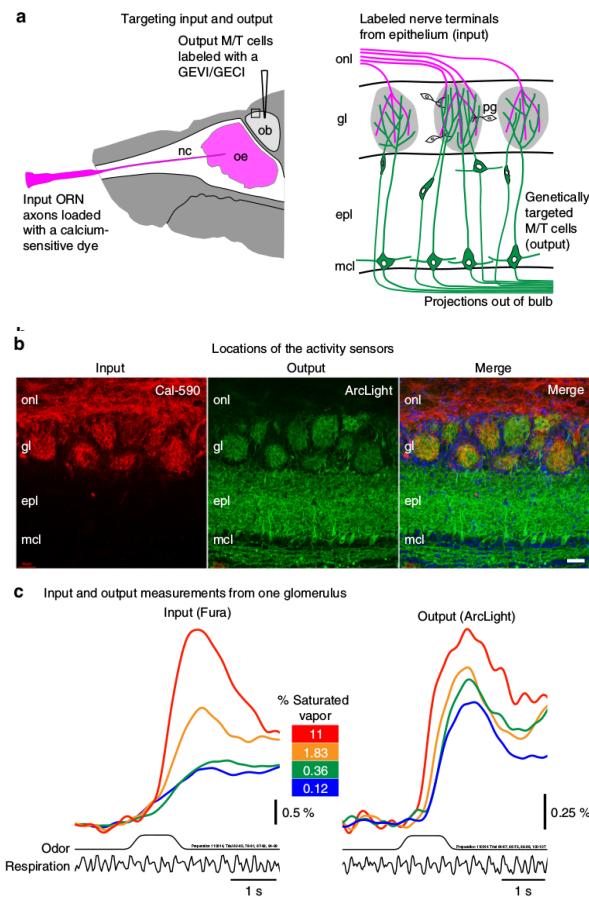 a
Targeting input and output
Output M/T cells
labeled with a
GEVI/GECI
ob
nc
oe
Input ORN
axons loaded
with a calcium-
sensitive dye
Labeled nerve terminals
from epithelium (input)
onl
gl
pg
epl
Genetically
targeted
M/T cells
(output)
mcl
Projections out of bulb
b
Locations of the activity sensors
Input
Output
Merge
Cal-590
ArcLight
Merge
onl
gl
epl
mcl
onl
gl
epl
mcl
onl
gl
epl
mcl
c
Input and output measurements from one glomerulus
Input (Fura)
Output (ArcLight)
% Saturated
vapor
11
1.83
0.36
0.12
0.5 %
0.25 %
Odor
Respiration
1 s
1 s